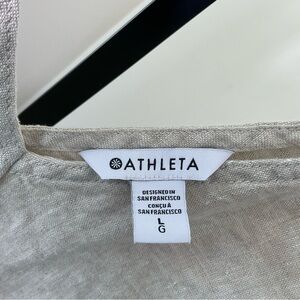 ATHLETA
DESIGNED IN
SAN FRANCISCO
CONÇU A
SAN FRANCISCO
L
G